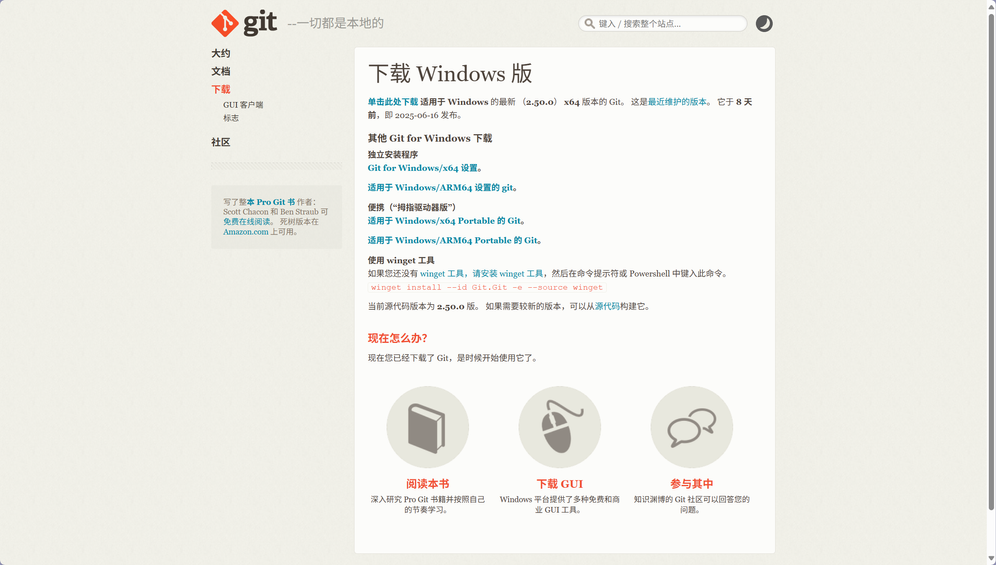 git --一切都是本地的
键入 / 搜索整个站点...
大约
文档
下载
GUI 客户端
标志
社区
写了整本 Pro Git 书 作者：
Scott Chacon 和 Ben Straub 可
免费在线阅读。 死树版本在
Amazon.com 上可用。
下载 Windows 版
单击此处下载 适用于 Windows 的最新 （2.50.0） x64 版本的 Git。 这是最近维护的版本。 它于 8 天
前，即 2025-06-16 发布。
其他 Git for Windows 下载
独立安装程序
Git for Windows/x64 设置。
适用于 Windows/ARM64 设置的 git。
便携（“拇指驱动器版”）
适用于 Windows/x64 Portable 的 Git。
适用于 Windows/ARM64 Portable 的 Git。
使用 winget 工具
如果您还没有 winget 工具，请安装 winget 工具，然后在命令提示符或 Powershell 中键入此命令。
winget install --id Git.Git -e --source winget
当前源代码版本为 2.50.0 版。 如果需要较新的版本，可以从源代码构建它。
现在怎么办？
现在您已经下载了 Git，是时候开始使用它了。
阅读本书
深入研究 Pro Git 书籍并按照自己
的节奏学习。
下载 GUI
Windows 平台提供了多种免费和商
业 GUI 工具。
参与其中
知识渊博的 Git 社区可以回答您的
问题。